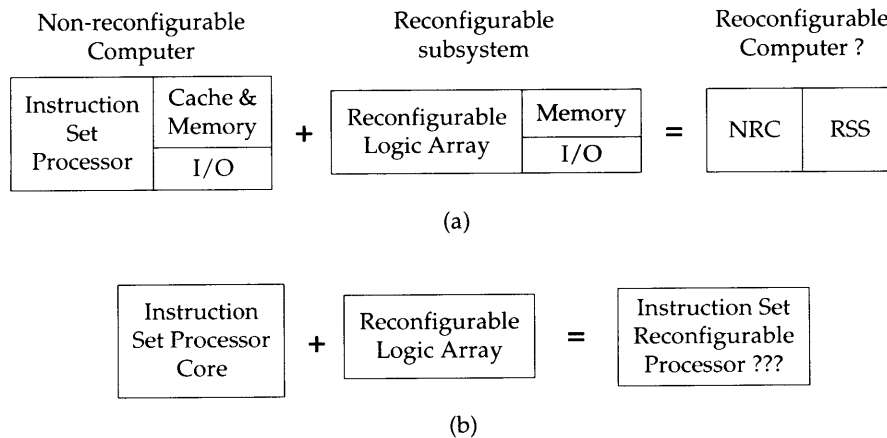 Non-reconfigurable
Computer
Reconfigurable
subsystem
Reoconfigurable
Computer ?
Instruction
Set
Processor
Cache &
Memory
I/O
+
Reconfigurable
Logic Array
Memory
I/O
=
NRC
RSS
(a)
Instruction
Set Processor
Core
+
Reconfigurable
Logic Array
=
Instruction Set
Reconfigurable
Processor ???
(b)